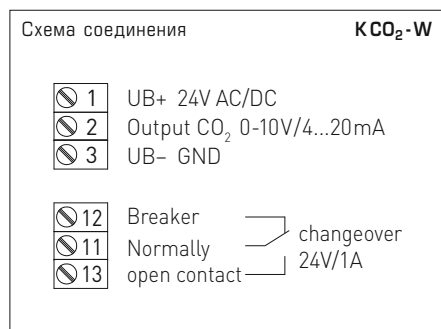 Схема соединения KCO₂-W
1 UB+ 24V AC/DC
2 Output CO₂ 0-10V/4...20mA
3 UB– GND
12 Breaker
11 Normally
13 open contact
changeover
24V/1A